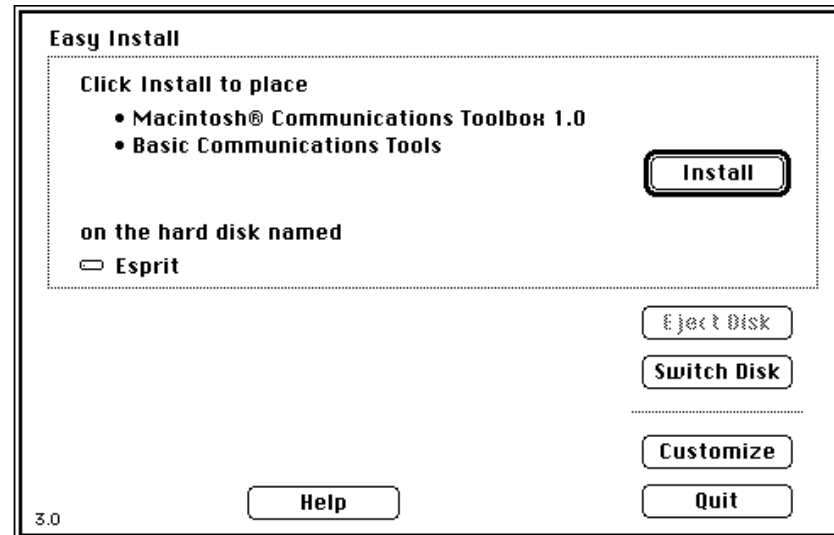 Easy Install
Click Install to place
• Macintosh® Communications Toolbox 1.0
• Basic Communications Tools
Install
on the hard disk named
Esprit
Eject Disk
Switch Disk
Customize
Help
Quit
3.0